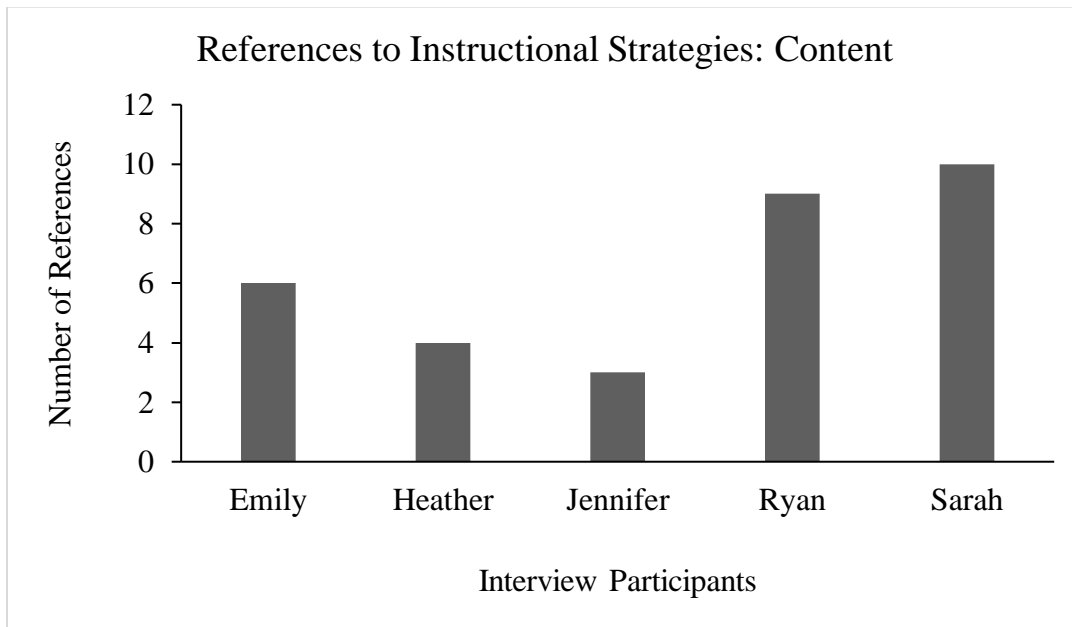 References to Instructional Strategies: Content
Number of References
12
10
8
6
4
2
0
Emily Heather Jennifer Ryan Sarah
Interview Participants